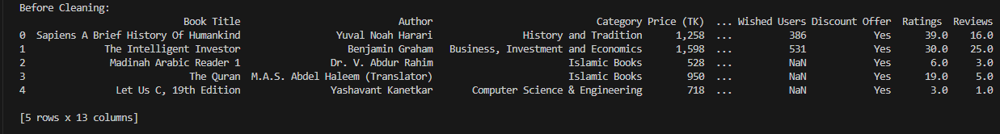 Before Cleaning:
Book Title Author Category Price (TK) ... Wished Users Discount Offer Ratings Reviews
0 Sapiens A Brief History Of Humankind Yuval Noah Harari History and Tradition 1,258 ... 386 Yes 39.0 16.0
1 The Intelligent Investor Benjamin Graham Business, Investment and Economics 1,598 ... 531 Yes 30.0 25.0
2 Madinah Arabic Reader 1 Dr. V. Abdur Rahim Islamic Books 528 ... NaN Yes 6.0 3.0
3 The Quran M.A.S. Abdel Haleem (Translator) Islamic Books 950 ... NaN Yes 19.0 5.0
4 Let Us C, 19th Edition Yashavant Kanetkar Computer Science & Engineering 718 ... NaN Yes 3.0 1.0
[5 rows x 13 columns]